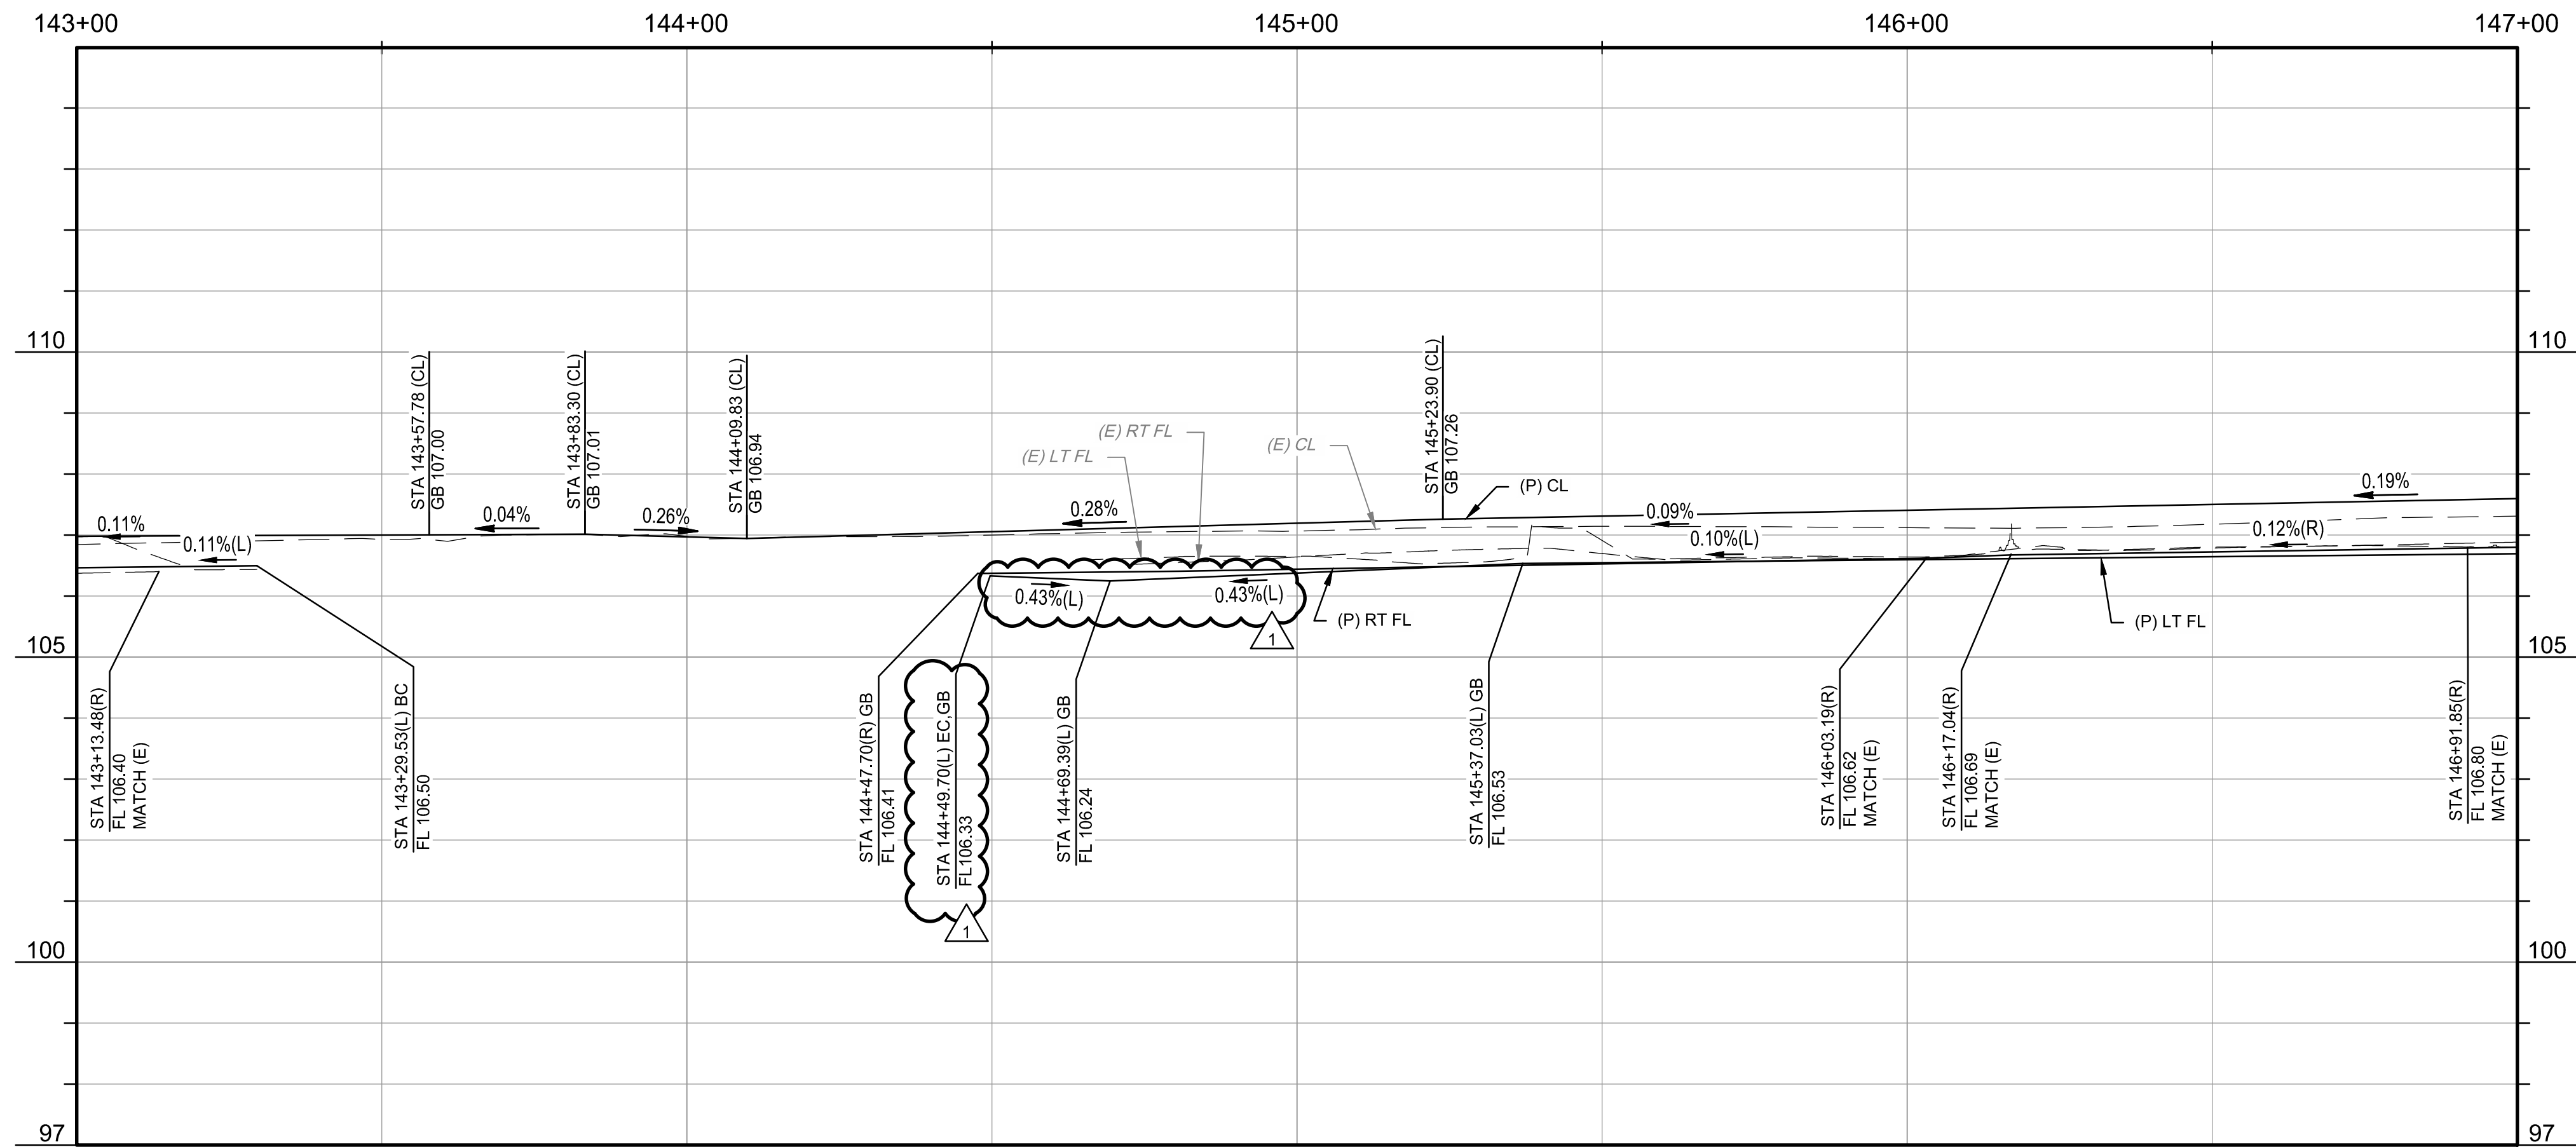 143+00
144+00
145+00
146+00
147+00
110
110
105
105
100
100
97
97
STA 143+57.78 (CL)
GB 107.00
STA 143+83.30 (CL)
GB 107.01
STA 144+09.83 (CL)
GB 106.94
STA 145+23.90 (CL)
GB 107.26
(E) RT FL
(E) LT FL
(E) CL
(P) CL
0.11%
0.04%
0.26%
0.28%
0.09%
0.19%
0.11%(L)
0.10%(L)
0.12%(R)
0.43%(L)
0.43%(L)
1
(P) RT FL
(P) LT FL
STA 143+13.48(R)
FL 106.40
MATCH (E)
STA 143+29.53(L) BC
FL 106.50
STA 144+47.70(R) GB
FL 106.41
STA 144+49.70(L) EC,GB
FL106.33
1
STA 144+69.39(L) GB
FL 106.24
STA 145+37.03(L) GB
FL 106.53
STA 146+03.19(R)
FL 106.62
MATCH (E)
STA 146+17.04(R)
FL 106.69
MATCH (E)
STA 146+91.85(R)
FL 106.80
MATCH (E)